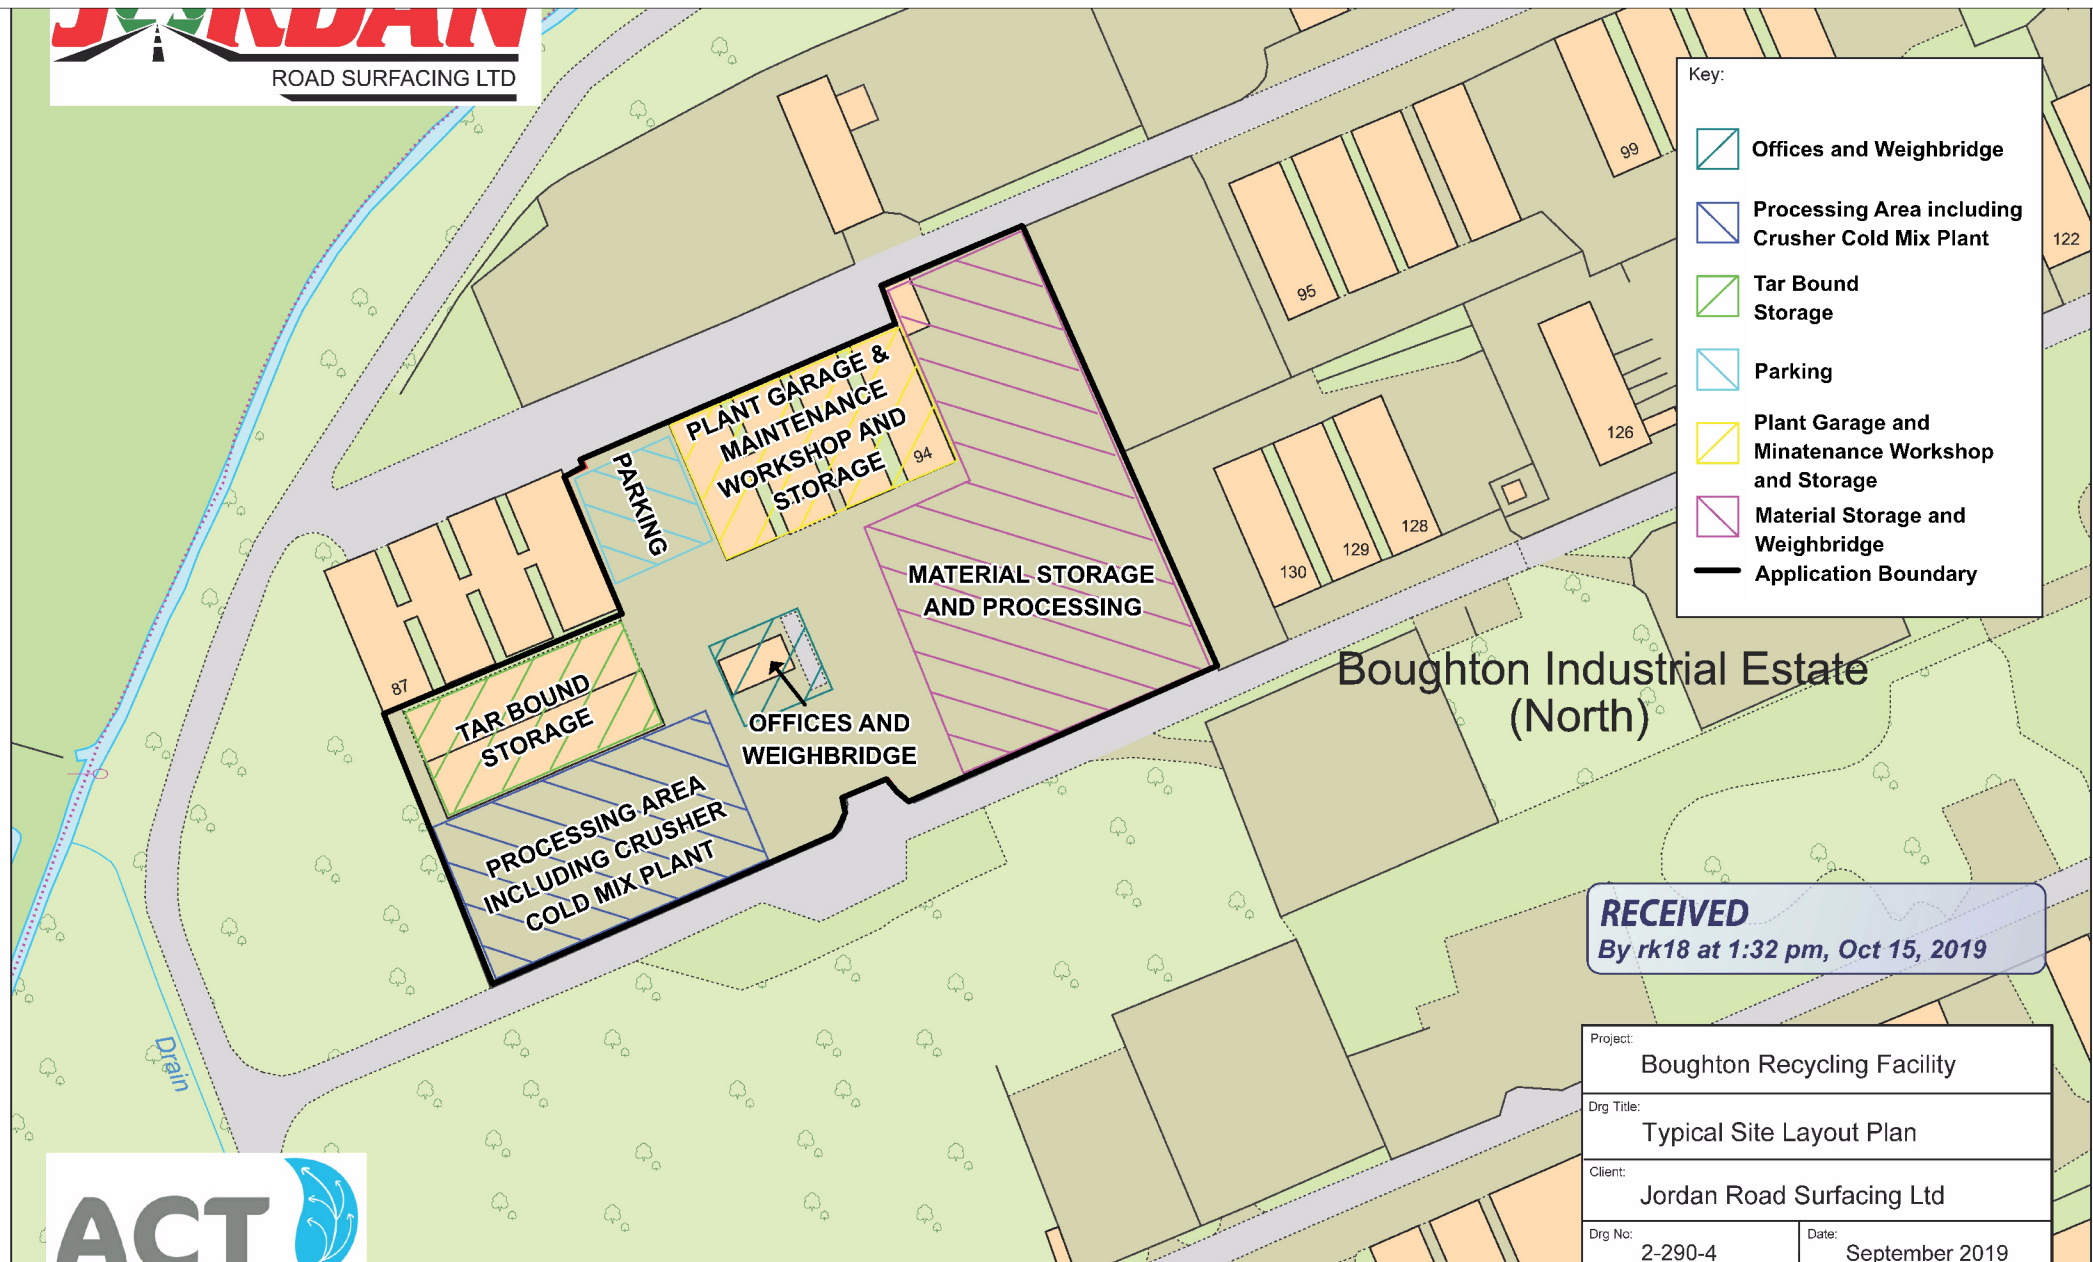 JORDAN
ROAD SURFACING LTD
Key:
Offices and Weighbridge
Processing Area including
Crusher Cold Mix Plant
Tar Bound
Storage
Parking
Plant Garage and
Minatenance Workshop
and Storage
Material Storage and
Weighbridge
Application Boundary
99
122
95
126
94
128
129
130
87
PLANT GARAGE &
MAINTENANCE
WORKSHOP AND
STORAGE
PARKING
MATERIAL STORAGE
AND PROCESSING
TAR BOUND
STORAGE
OFFICES AND
WEIGHBRIDGE
PROCESSING AREA
INCLUDING CRUSHER
COLD MIX PLANT
Boughton Industrial Estate
(North)
RECEIVED
By rk18 at 1:32 pm, Oct 15, 2019
Drain
Project:
Boughton Recycling Facility
Drg Title:
Typical Site Layout Plan
Client:
Jordan Road Surfacing Ltd
Drg No:
2-290-4
Date:
September 2019
ACT